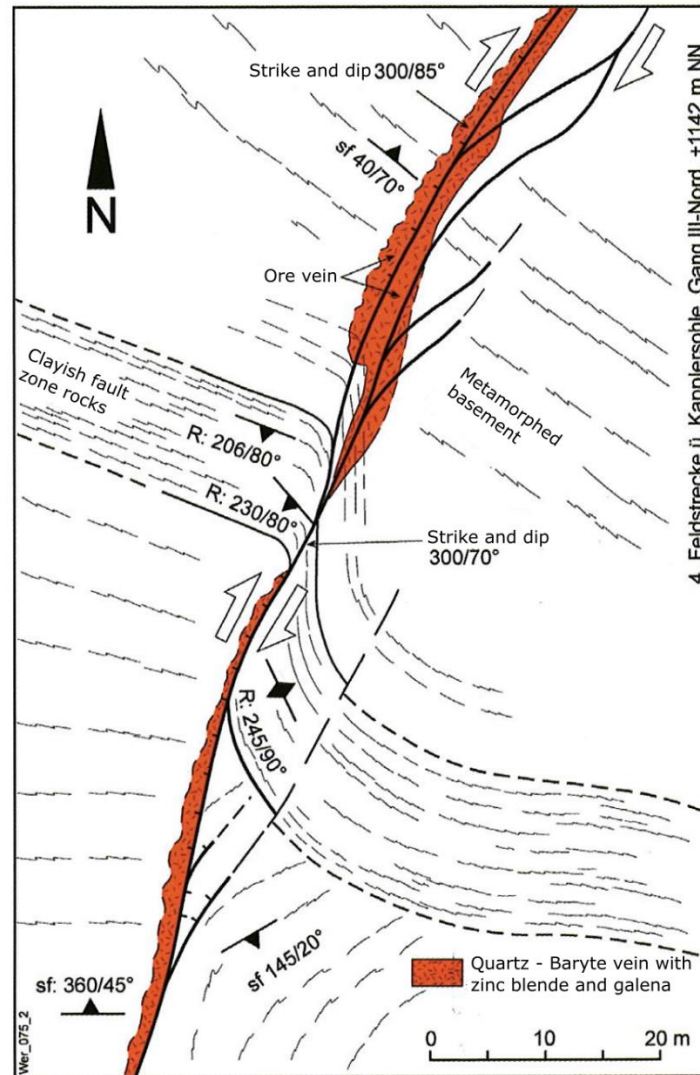 Strike and dip 300/85°
sf 40/70°
N
Ore vein
Clayish fault
zone rocks
Metamorphed
basement
R: 206/80°
R: 230/80°
Strike and dip
300/70°
R: 245/90°
sf 145/20°
sf: 360/45°
Quartz - Baryte vein with
zinc blende and galena
0 10 20 m
Wer_075_2
4. Feldstrecke ü. Kapplersohle, Gang III-Nord, +1142 m NN